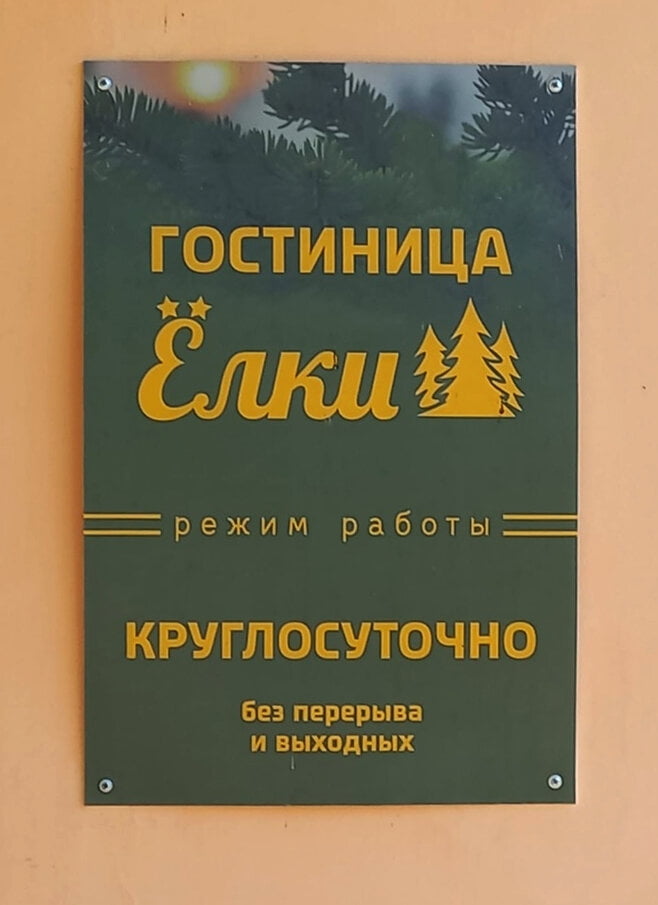 ГОСТИНИЦА
Ёлки
режим работы
КРУГЛОСУТОЧНО
без перерыва
и выходных